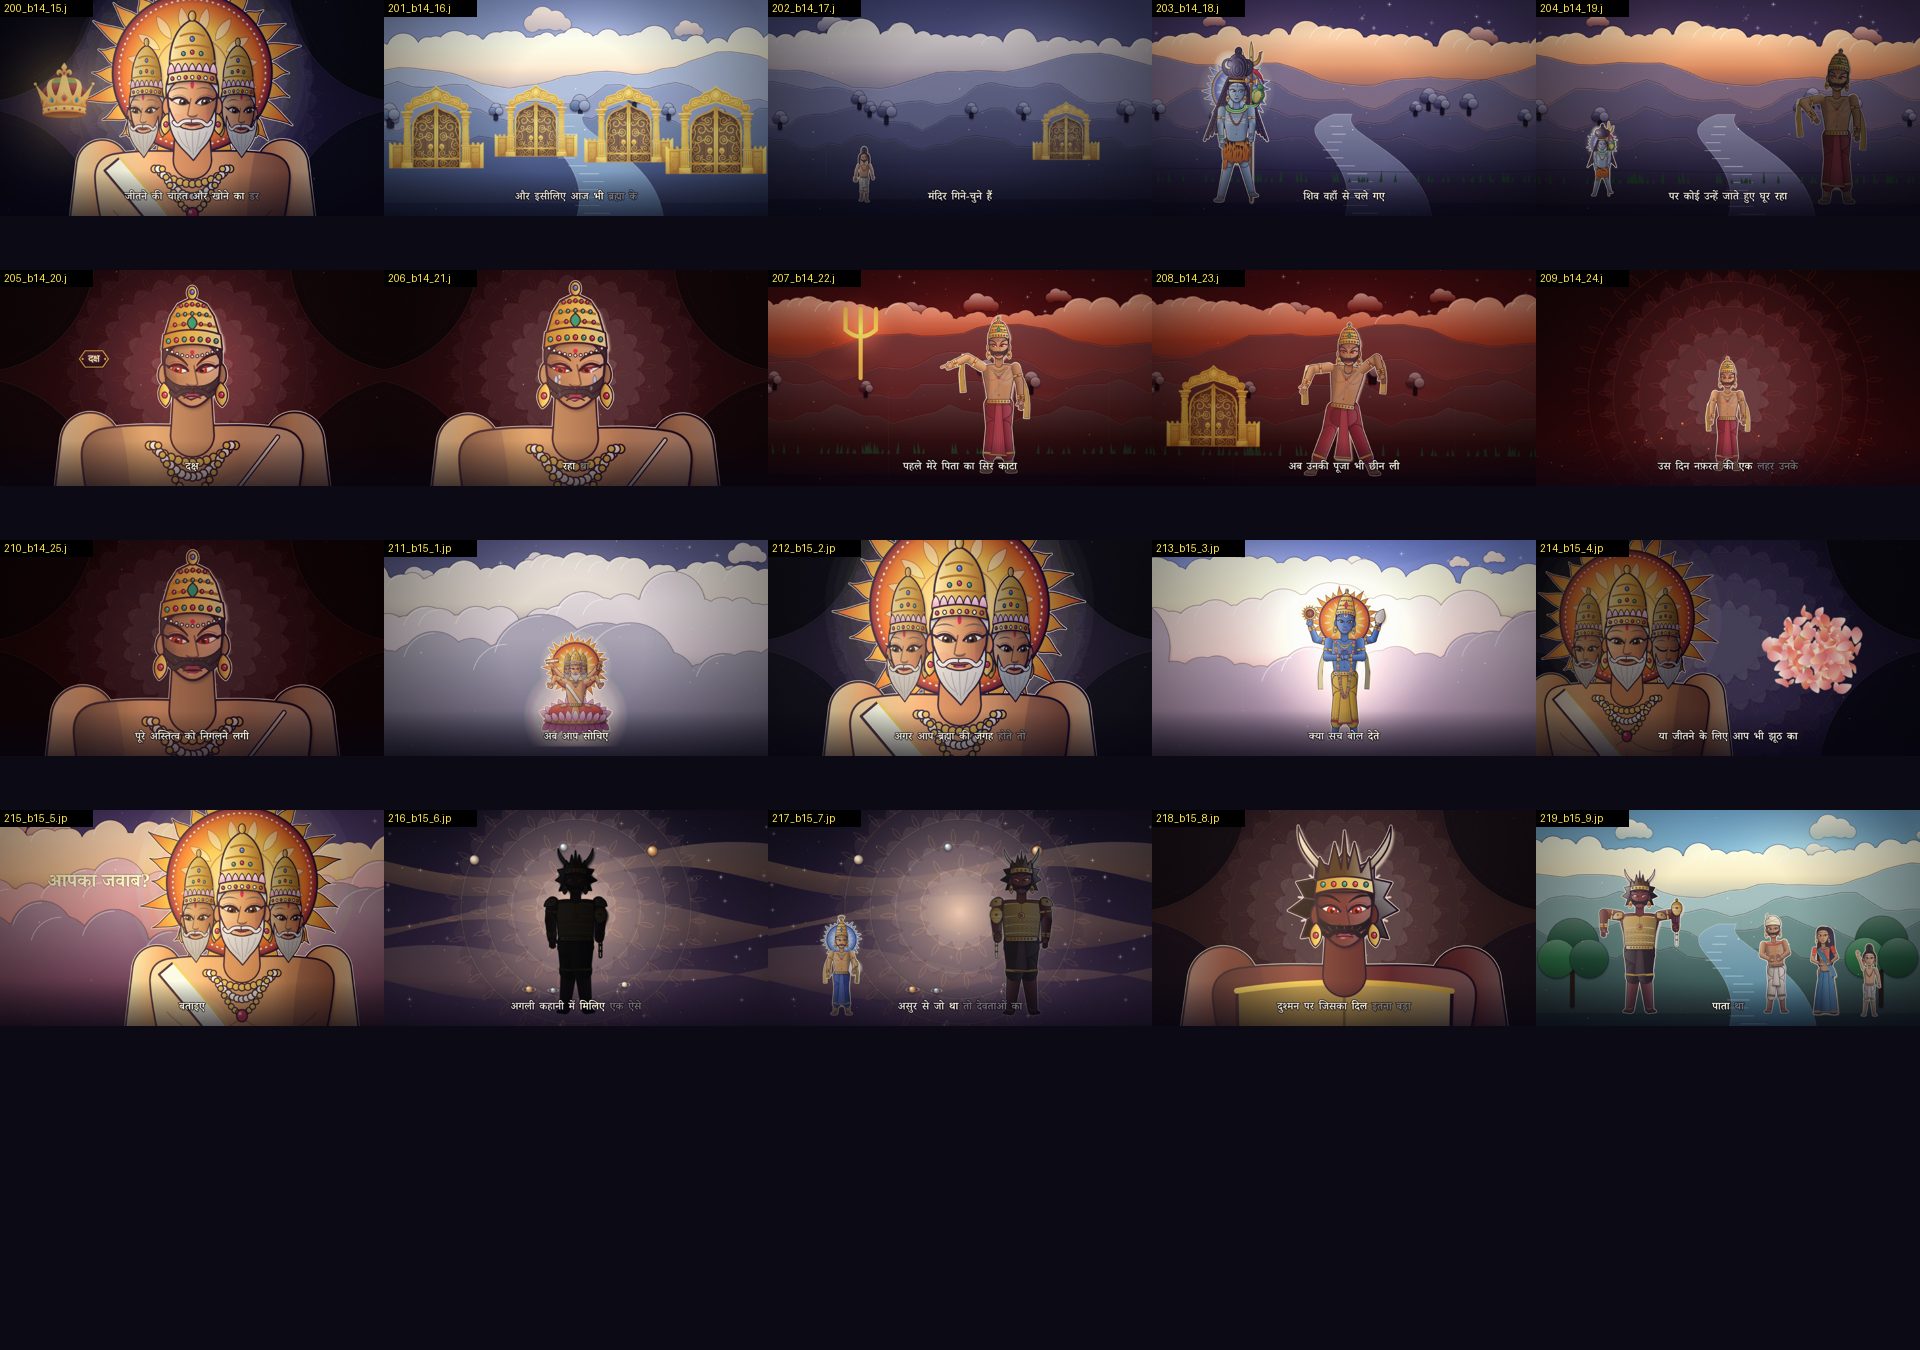 200_b14_15.j
जीतने की चाहत और खोने का डर
201_b14_16.j
और इसीलिए आज भी ब्रह्मा के
202_b14_17.j
मंदिर गिने-चुने हैं
203_b14_18.j
शिव वहाँ से चले गए
204_b14_19.j
पर कोई उन्हें जाते हुए घूर रहा
205_b14_20.j
दक्ष
दक्ष
206_b14_21.j
रहा था
207_b14_22.j
पहले मेरे पिता का सिर काटा
208_b14_23.j
अब उनकी पूजा भी छीन ली
209_b14_24.j
उस दिन नफ़रत की एक लहर उनके
210_b14_25.j
पूरे अस्तित्व को निगलने लगी
211_b15_1.jp
अब आप सोचिए
212_b15_2.jp
अगर आप ब्रह्मा की जगह होते तो
213_b15_3.jp
क्या सच बोल देते
214_b15_4.jp
या जीतने के लिए आप भी झूठ का
215_b15_5.jp
आपका जवाब?
बताइए
216_b15_6.jp
अगली कहानी में मिलिए एक ऐसे
217_b15_7.jp
असुर से जो था तो देवताओं का
218_b15_8.jp
दुश्मन पर जिसका दिल इतना बड़ा
219_b15_9.jp
पाता था